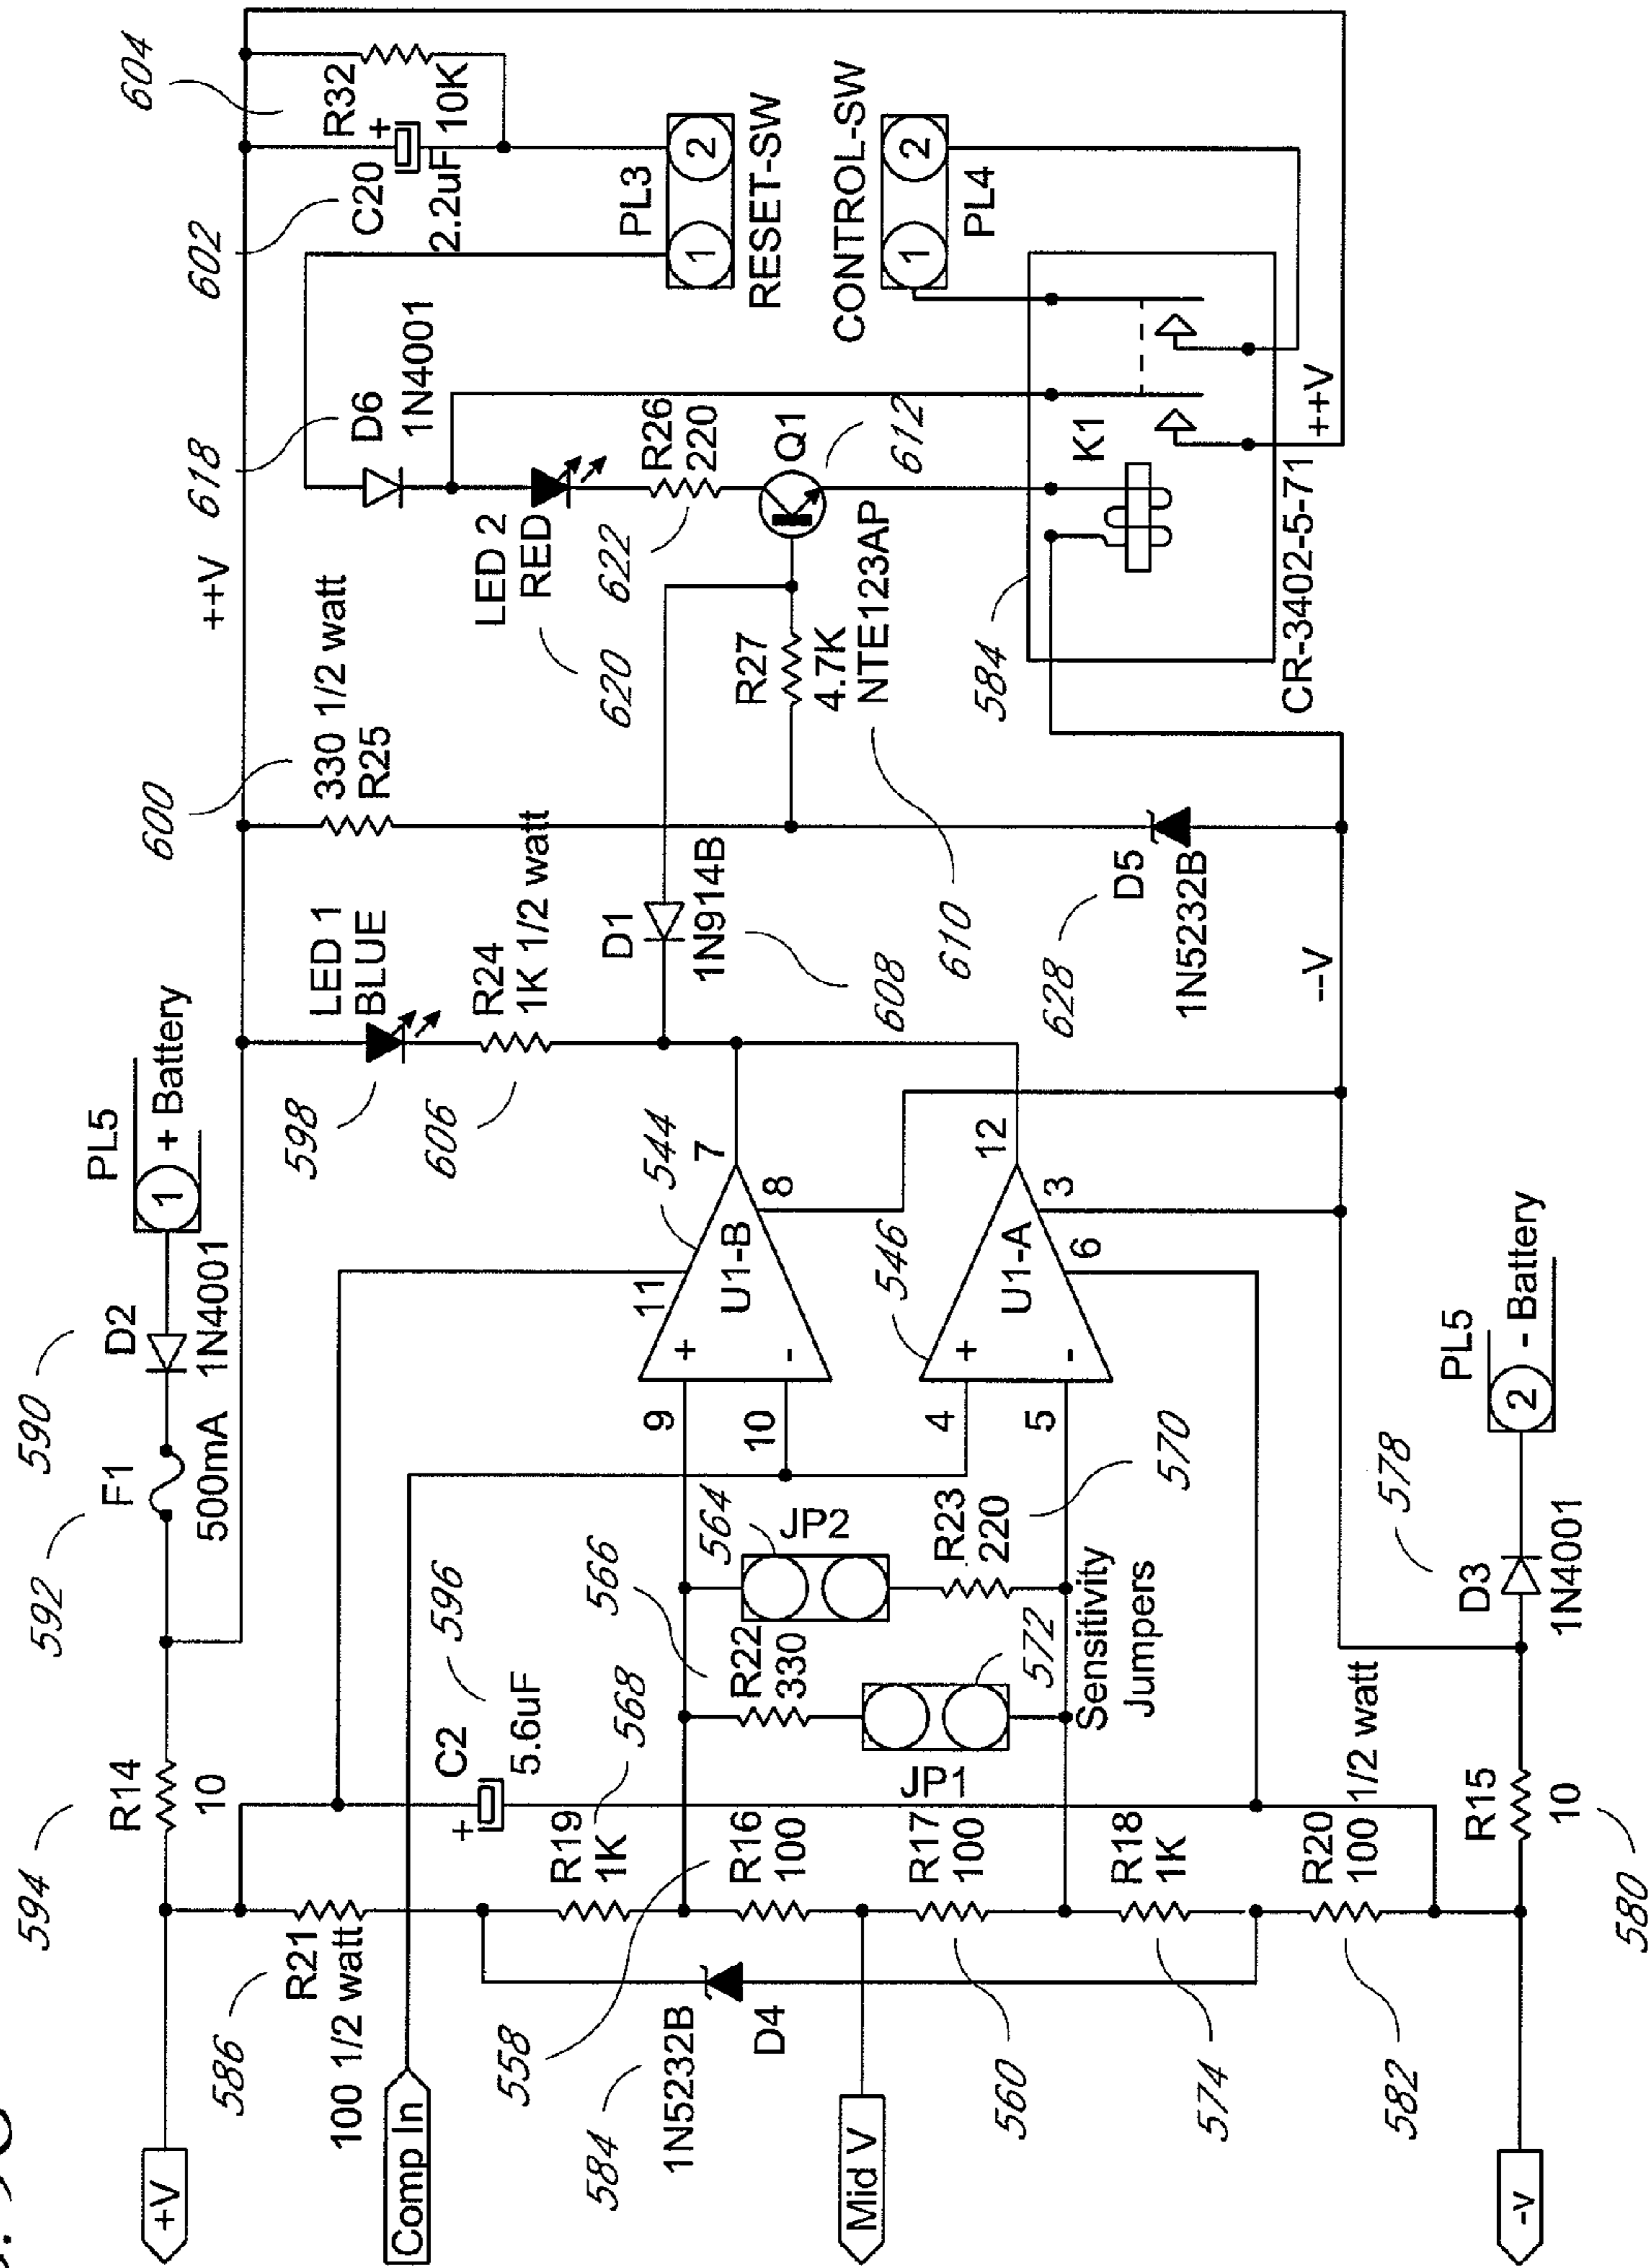 594
592
590
+V
R14
10
F1
500mA
D2
1N4001
PL5
1
+ Battery
600
++V
618
602
604
586
R21
100 1/2 watt
C2
+
5.6uF
596
598
LED 1
BLUE
330 1/2 watt
R25
D6
1N4001
C20
+
2.2uF
R32
10K
Comp In
606
R24
1K 1/2 watt
LED 2
RED
620
622
R26
220
PL3
1
2
RESET-SW
584
1N5232B
D4
558
R19
1K
568
R16
100
566
R22
330
564
JP2
9
10
11
+
-
U1-B
544
7
8
D1
1N914B
608
R27
4.7K
NTE123AP
610
Q1
612
CONTROL-SW
1
2
PL4
Mid V
560
R17
100
JP1
572
R23
220
570
4
5
+
-
U1-A
546
12
3
6
584
K1
574
R18
1K
Sensitivity
Jumpers
628
D5
1N5232B
CR-3402-5-71
++V
--V
582
R20
100
1/2 watt
578
PL5
2
- Battery
-v
R15
10
580
D3
1N4001